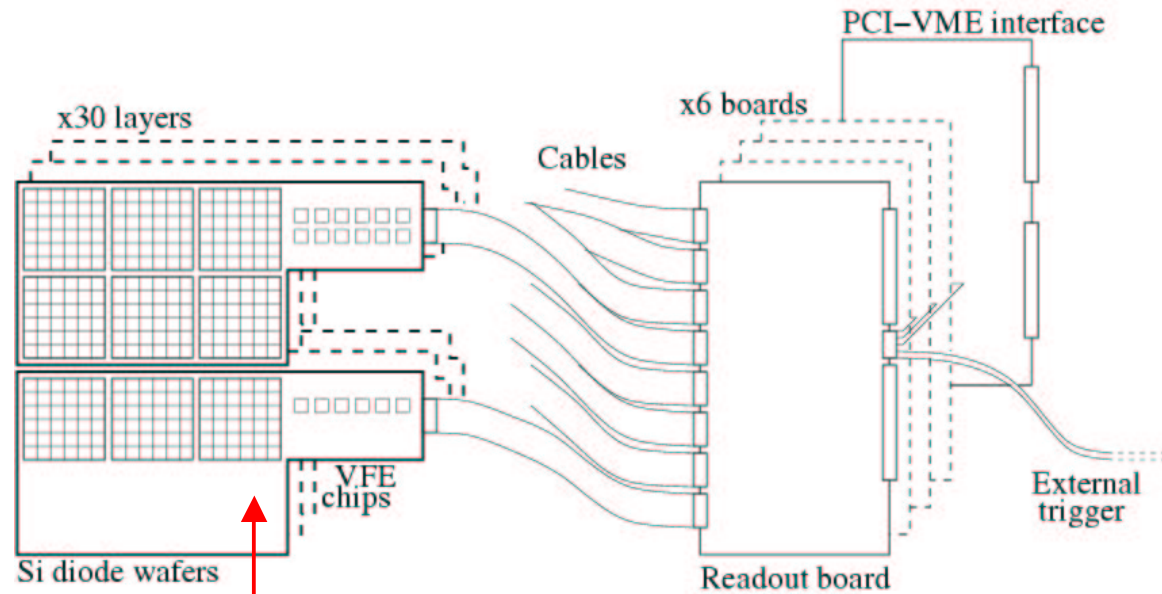 PCI–VME interface
x30 layers
x6 boards
Cables
VFE
chips
External
trigger
Si diode wafers
Readout board